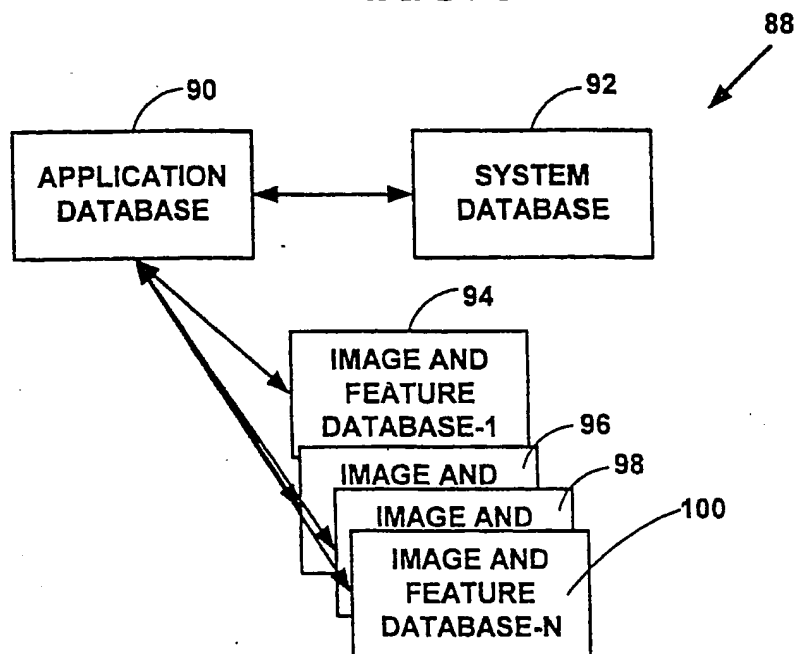 88
90
92
APPLICATION
DATABASE
SYSTEM
DATABASE
94
IMAGE AND
FEATURE
DATABASE-1
96
IMAGE AND
98
IMAGE AND
100
IMAGE AND
FEATURE
DATABASE-N